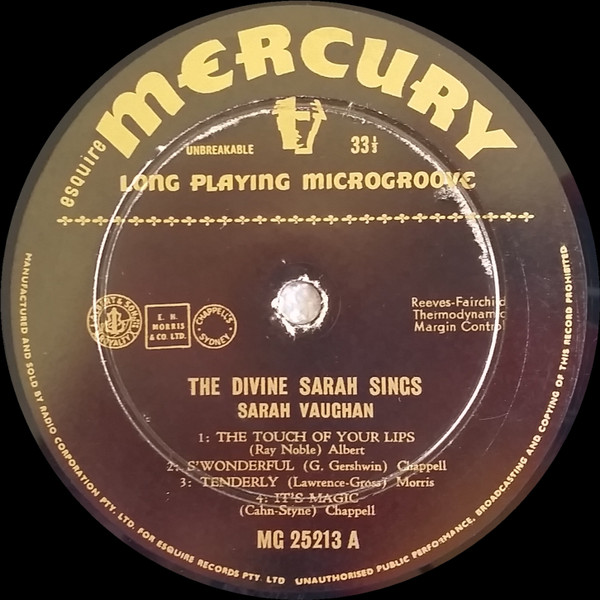 esquire
MERCURY
UNBREAKABLE
33⅓
LONG PLAYING MICROGROOVE
E. H.
MORRIS
& CO. LTD.
CHAPPELL'S
SYDNEY
Reeves-Fairchild
Thermodynamic
Margin Control
THE DIVINE SARAH SINGS
SARAH VAUGHAN
1: THE TOUCH OF YOUR LIPS
(Ray Noble) Albert
2: S'WONDERFUL (G. Gershwin) Chappell
3: TENDERLY (Lawrence-Gross) Morris
4: IT'S MAGIC
(Cahn-Styne) Chappell
MG 25213 A
MANUFACTURED AND SOLD BY RADIO CORPORATION PTY. LTD. FOR ESQUIRE RECORDS PTY. LTD UNAUTHORISED PUBLIC PERFORMANCE, BROADCASTING AND COPYING OF THIS RECORD PROHIBITED